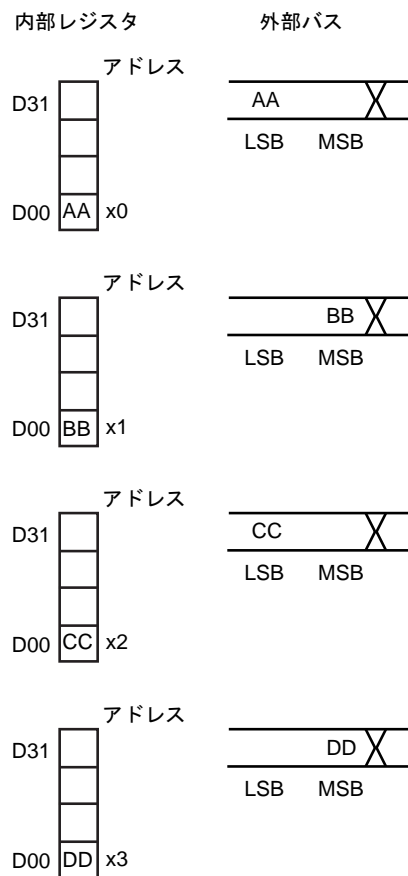 内部レジスタ 外部バス
アドレス
D31 AA
LSB MSB
D00 AA x0
アドレス
D31 BB
LSB MSB
D00 BB x1
アドレス
D31 CC
LSB MSB
D00 CC x2
アドレス
D31 DD
LSB MSB
D00 DD x3